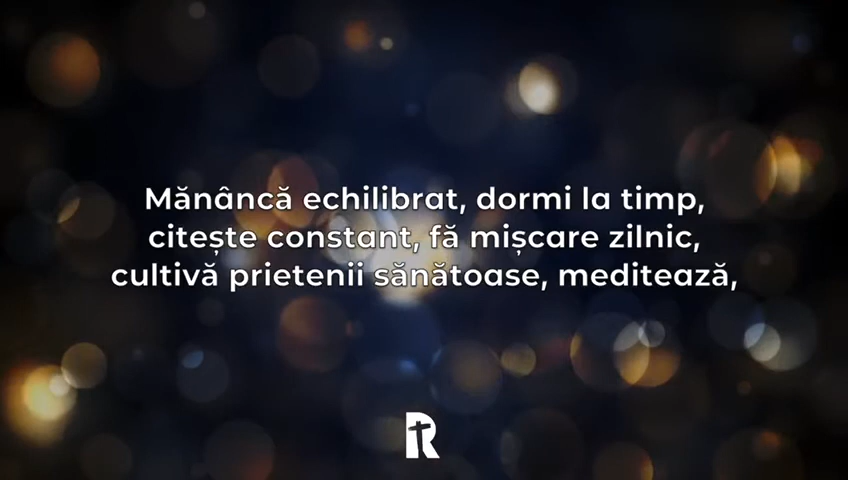 Mănâncă echilibrat, dormi la timp,
citește constant, fă mișcare zilnic,
cultivă prietenii sănătoase, meditează,
R